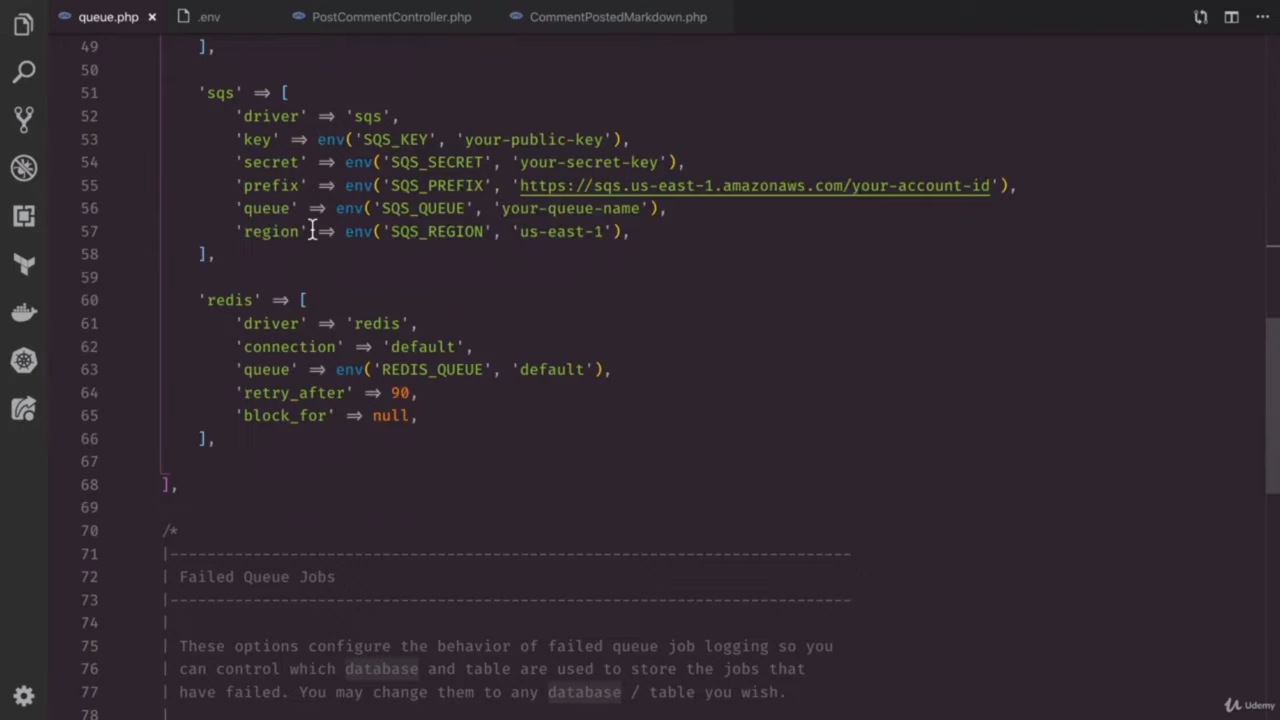 queue.php × .env PostCommentController.php CommentPostedMarkdown.php
49 ],
50
51 'sqs' => [
52 'driver' => 'sqs',
53 'key' => env('SQS_KEY', 'your-public-key'),
54 'secret' => env('SQS_SECRET', 'your-secret-key'),
55 'prefix' => env('SQS_PREFIX', 'https://sqs.us-east-1.amazonaws.com/your-account-id'),
56 'queue' => env('SQS_QUEUE', 'your-queue-name'),
57 'region' => env('SQS_REGION', 'us-east-1'),
58 ],
59
60 'redis' => [
61 'driver' => 'redis',
62 'connection' => 'default',
63 'queue' => env('REDIS_QUEUE', 'default'),
64 'retry_after' => 90,
65 'block_for' => null,
66 ],
67
68 ],
69
70 /*
71 |--------------------------------------------------------------------------
72 | Failed Queue Jobs
73 |--------------------------------------------------------------------------
74 |
75 | These options configure the behavior of failed queue job logging so you
76 | can control which database and table are used to store the jobs that
77 | have failed. You may change them to any database / table you wish.
78 |
Udemy